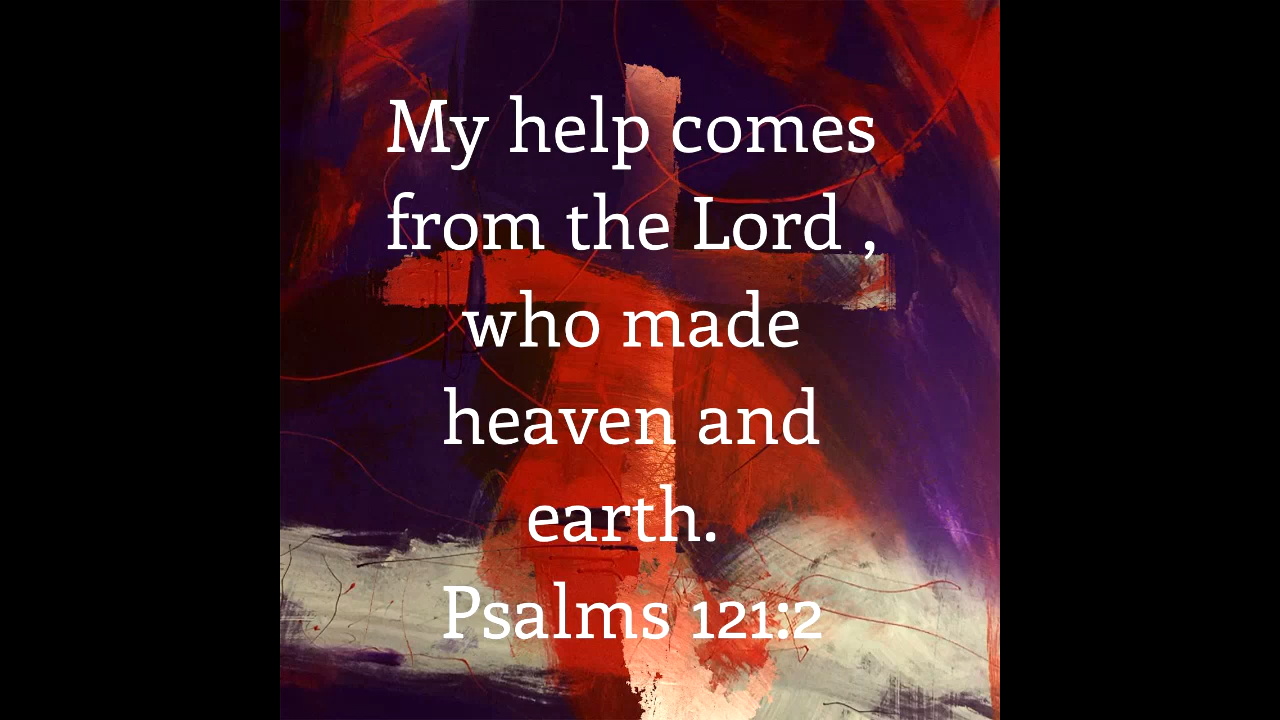 My help comes
from the Lord ,
who made
heaven and
earth.
Psalms 121:2